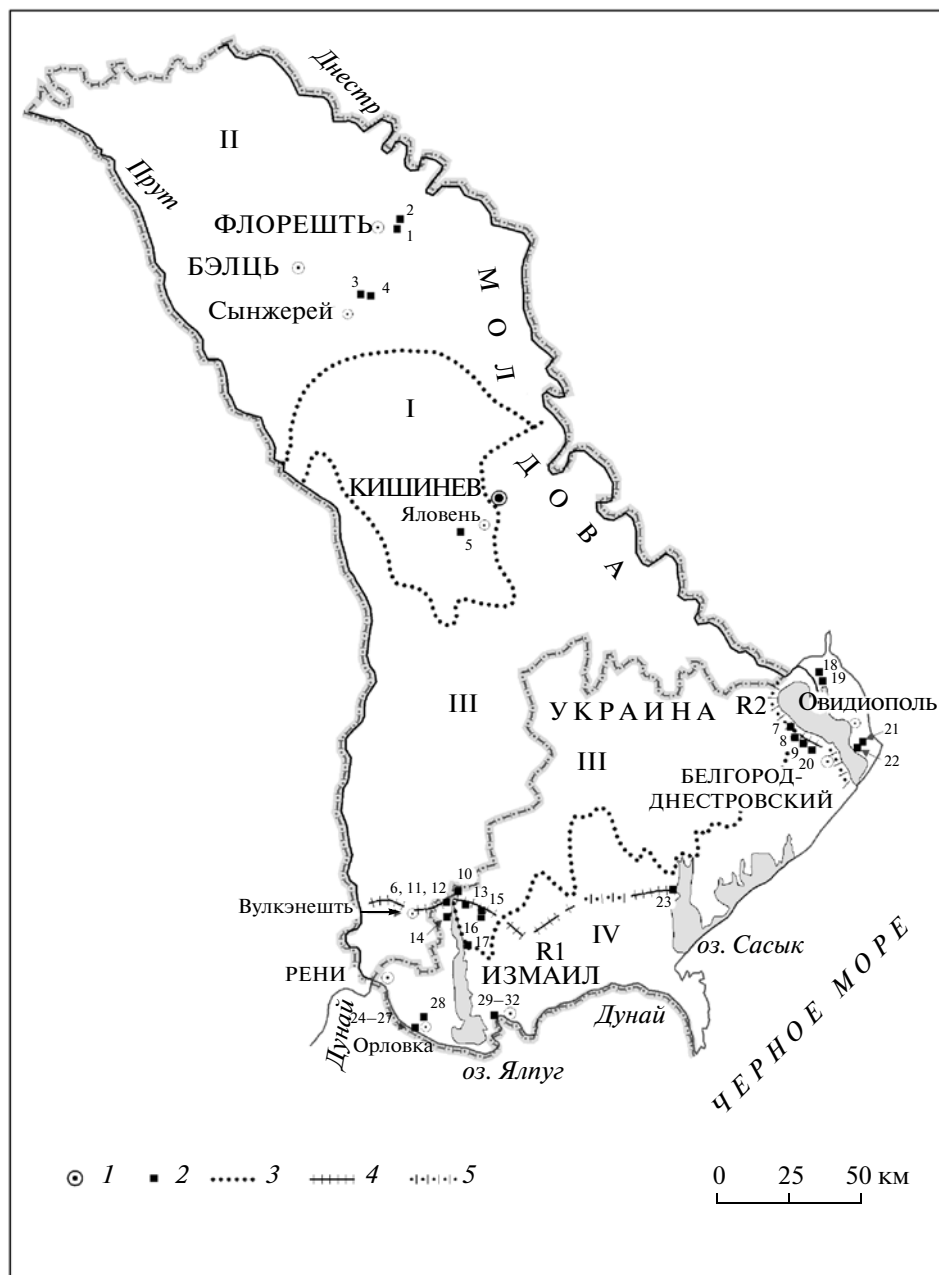 Днестр
II
Прут
ФЛОРЕШТЬ
2
1
БЭЛЦЬ
3
4
Сынжерей
МОЛДОВА
I
КИШИНЕВ
Яловень
5
III
УКРАИНА
III
R2
18
19
Овидиополь
7
8
9
20
21
22
БЕЛГОРОД-
ДНЕСТРОВСКИЙ
6, 11, 12
10
13
15
Вулкэнешть
14
16
17
23
R1
IV
оз. Сасык
РЕНИ
ИЗМАИЛ
28
29–32
24–27
Дунай
Дунай
Орловка
оз. Ялпуг
ЧЕРНОЕ МОРЕ
1
2
3
4
5
0 25 50 км